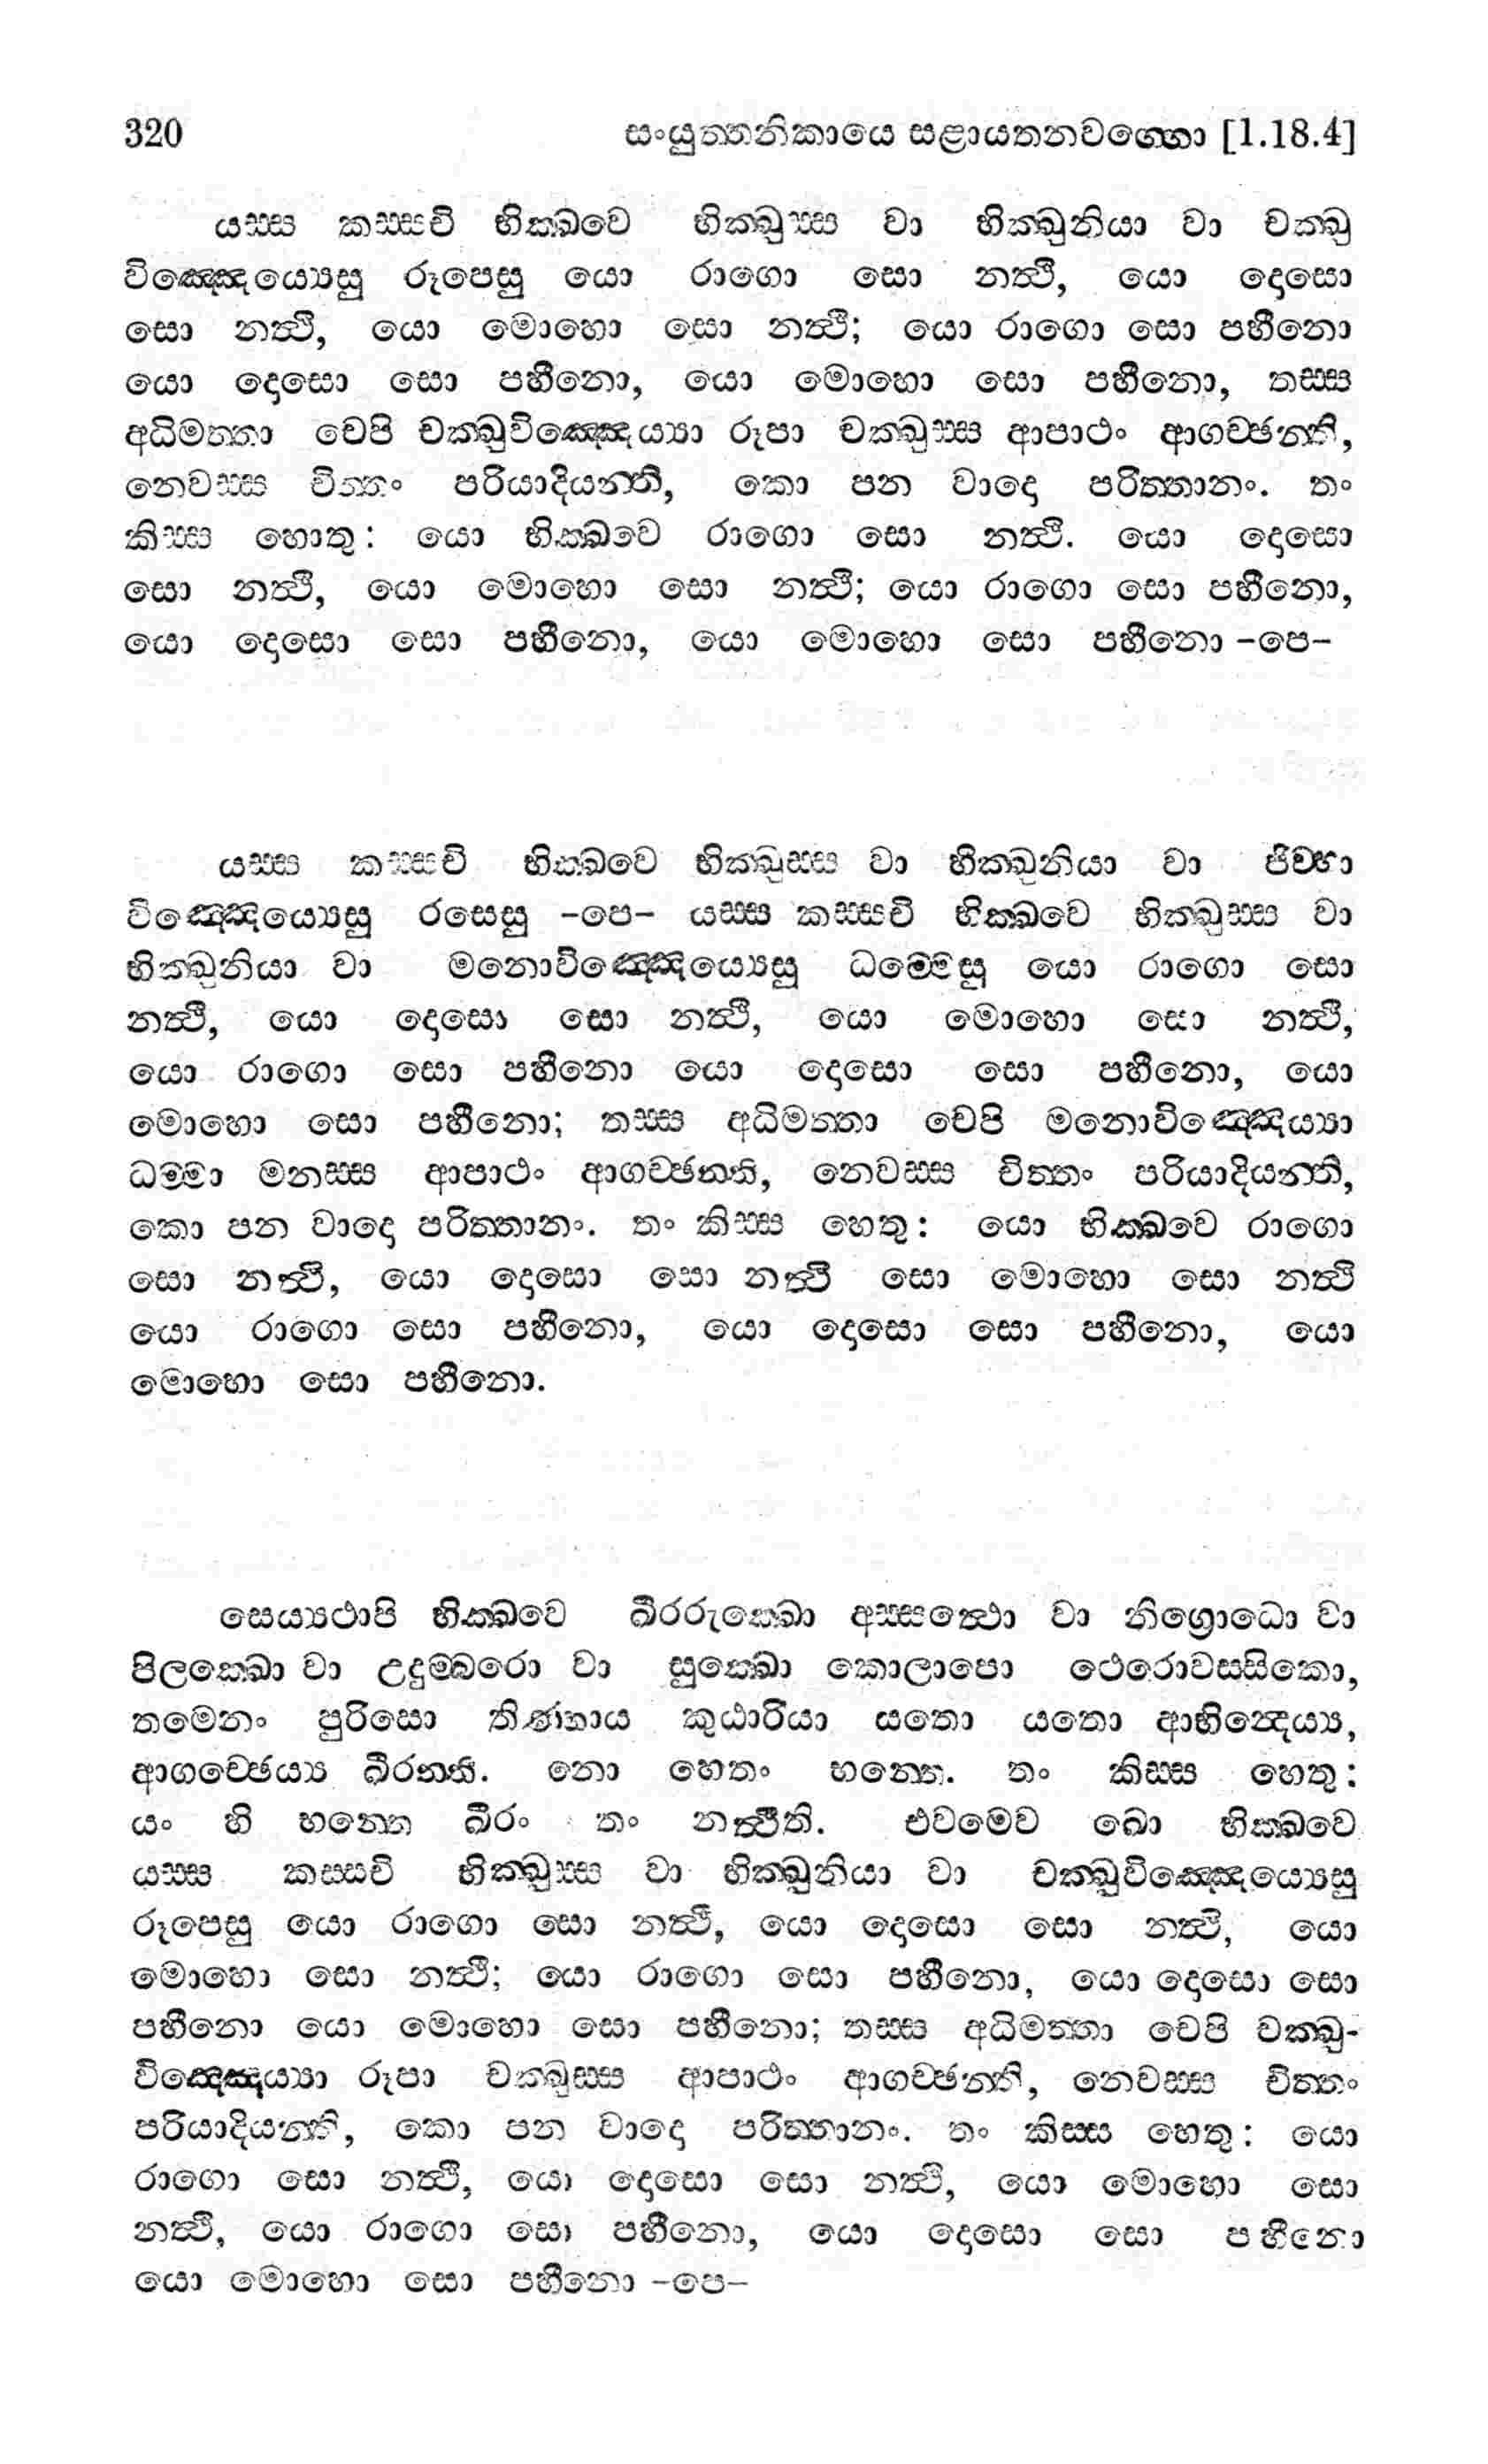 320 සංයුත්තනිකායෙ සළායතනවග්ගො [1.18.4]
යස්ස කස්සචි භික්ඛවෙ භික්ඛුස්ස වා භික්ඛුනියා වා චක්ඛු
විඤ්ඤෙය්‍යෙසු රූපෙසු යො රාගො සො නත්‍ථි, යො දොසො
සො නත්‍ථි, යො මොහො සො නත්‍ථි; යො රාගො සො පහීනො
යො දොසො සො පහීනො, යො මොහො සො පහීනො, තස්ස
අධිමත්තා චෙපි චක්ඛුවිඤ්ඤෙය්‍යා රූපා චක්ඛුස්ස ආපාථං ආගච්ඡන්ති,
නෙවස්ස චිත්තං පරියාදියන්ති, කො පන වාදො පරිත්තානං. තං
කිස්ස හොතු: යො භික්ඛවෙ රාගො සො නත්‍ථි. යො දොසො
සො නත්‍ථි, යො මොහො සො නත්‍ථි; යො රාගො සො පහීනො,
යො දොසො සො පහීනො, යො මොහො සො පහීනො -පෙ-
යස්ස කස්සචි භික්ඛවෙ භික්ඛුස්ස වා භික්ඛුනියා වා ජිව්හා
විඤ්ඤෙය්‍යෙසු රසෙසු -පෙ- යස්ස කස්සචි භික්ඛවෙ භික්ඛුස්ස වා
භික්ඛුනියා වා මනොවිඤ්ඤෙය්‍යෙසු ධම්මෙසු යො රාගො සො
නත්‍ථි, යො දොසො සො නත්‍ථි, යො මොහො සො නත්‍ථි,
යො රාගො සො පහීනො යො දොසො සො පහීනො, යො
මොහො සො පහීනො; තස්ස අධිමත්තා චෙපි මනොවිඤ්ඤෙය්‍යා
ධම්මා මනස්ස ආපාථං ආගච්ඡන්ති, නෙවස්ස චිත්තං පරියාදියන්ති,
කො පන වාදො පරිත්තානං. තං කිස්ස හෙතු: යො භික්ඛවෙ රාගො
සො නත්‍ථි, යො දොසො සො නත්‍ථි සො මොහො සො නත්‍ථි
යො රාගො සො පහීනො, යො දොසො සො පහීනො, යො
මොහො සො පහීනො.
සෙය්‍යථාපි භික්ඛවෙ ඛීරරුක්ඛො අස්සත්‍ථො වා නිග්‍රොධො වා
පිලක්ඛො වා උදුම්බරො වා සුක්ඛො කොලාපො ථෙරොවස්සිකො,
තමෙනං පුරිසො තිණ්හාය කුඨාරියා යතො යතො ආභින්‍දෙය්‍ය,
ආගච්ඡෙය්‍ය ඛීරන්ති. නො හෙතං භන්තෙ. තං කිස්ස හෙතු:
යං හි භන්තෙ ඛීරං තං නත්‍ථීති. එවමෙව ඛො භික්ඛවෙ
යස්ස කස්සචි භික්ඛුස්ස වා භික්ඛුනියා වා චක්ඛුවිඤ්ඤෙය්‍යෙසු
රූපෙසු යො රාගො සො නත්‍ථි, යො දොසො සො නත්‍ථි, යො
මොහො සො නත්‍ථි; යො රාගො සො පහීනො, යො දොසො සො
පහීනො යො මොහො සො පහීනො; තස්ස අධිමත්තා චෙපි චක්ඛු-
විඤ්ඤෙය්‍යා රූපා චක්ඛුස්ස ආපාථං ආගච්ඡන්ති, නෙවස්ස චිත්තං
පරියාදියන්ති, කො පන වාදො පරිත්තානං. තං කිස්ස හෙතු: යො
රාගො සො නත්‍ථි, යො දොසො සො නත්‍ථි, යො මොහො සො
නත්‍ථි, යො රාගො සො පහීනො, යො දොසො සො පහීනො
යො මොහො සො පහීනො -පෙ-